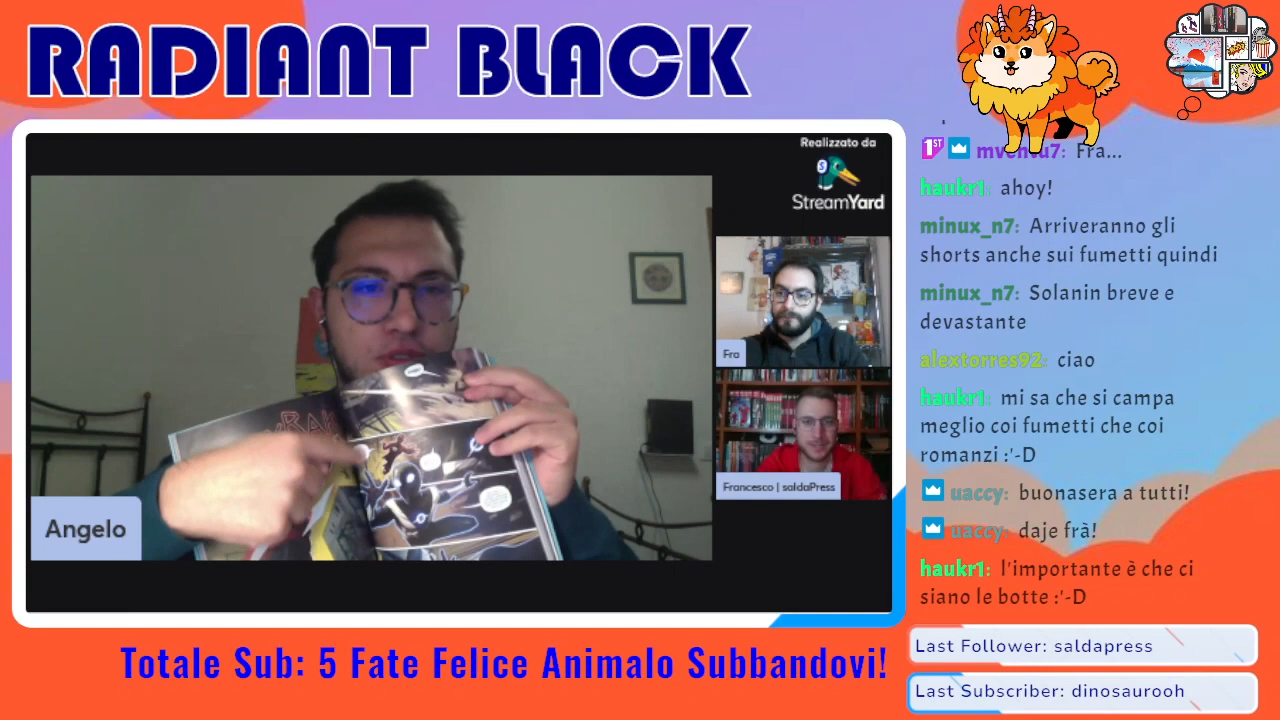 RADIANT BLACK
Realizzato da
StreamYard
Fra
Francesco | saldaPress
Angelo
1ST mventu7: Fra...
haukr1: ahoy!
minux_n7: Arriveranno gli
shorts anche sui fumetti quindi
minux_n7: Solanin breve e
devastante
alextorres92: ciao
haukr1: mi sa che si campa
meglio coi fumetti che coi
romanzi :'-D
uaccy: buonasera a tutti!
uaccy: daje frà!
haukr1: l'importante è che ci
siano le botte :'-D
Totale Sub: 5 Fate Felice Animalo Subbandovi!
Last Follower: saldapress
Last Subscriber: dinosaurooh